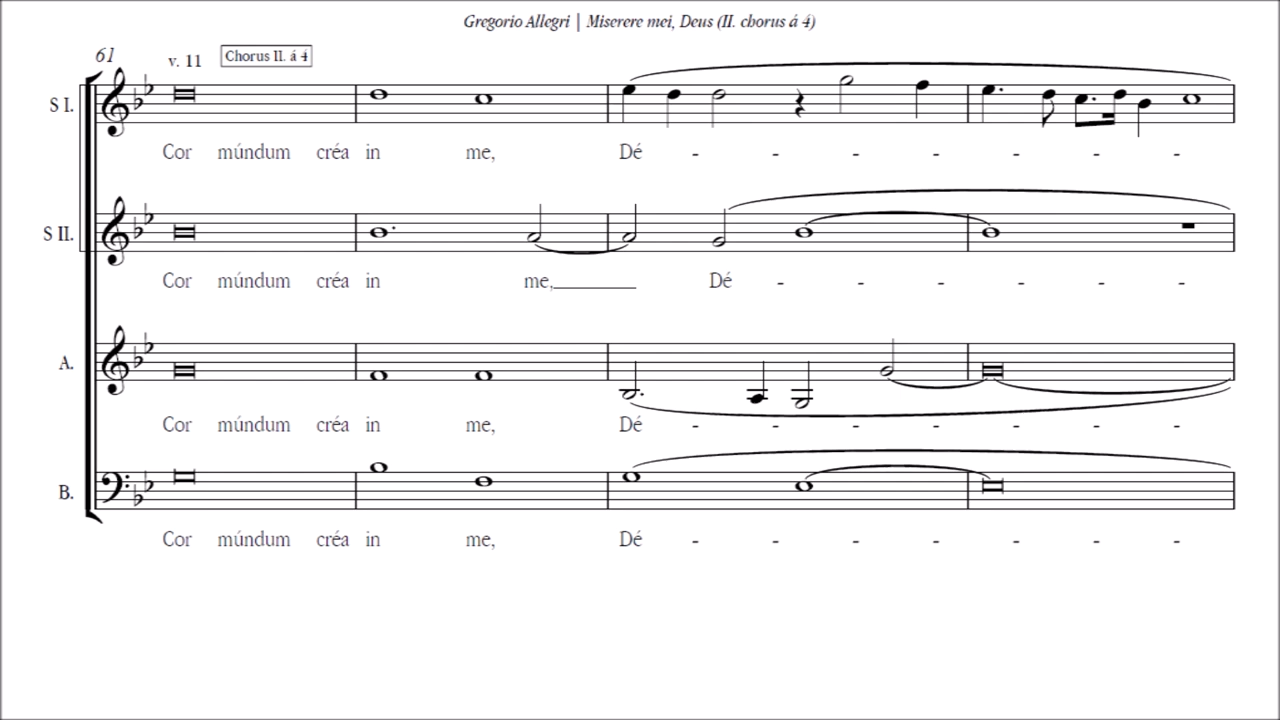 Gregorio Allegri | Miserere mei, Deus (II. chorus á 4)
61
v. 11 Chorus II. á 4
S I.
Cor múndum créa in me, Dé - - - - - - -
S II.
Cor múndum créa in me,______ Dé - - - - - -
A.
Cor múndum créa in me, Dé - - - - - - -
B.
Cor múndum créa in me, Dé - - - - - - -